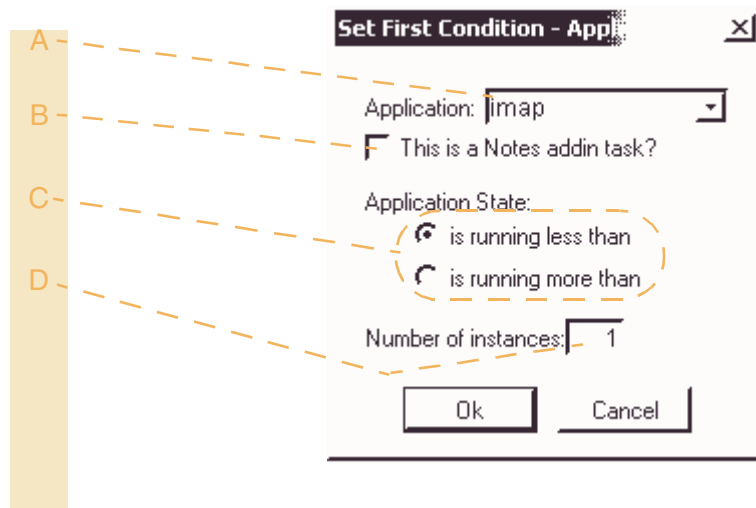 Set First Condition - Appl
A
Application: imap
B
This is a Notes addin task?
C
Application State:
is running less than
D
is running more than
Number of instances: 1
Ok Cancel